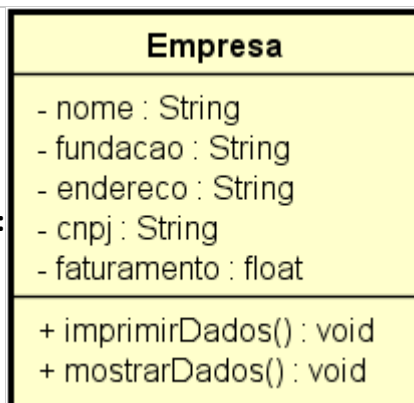 Empresa
- nome : String
- fundacao : String
- endereco : String
- cnpj : String
- faturamento : float
+ imprimirDados() : void
+ mostrarDados() : void
: